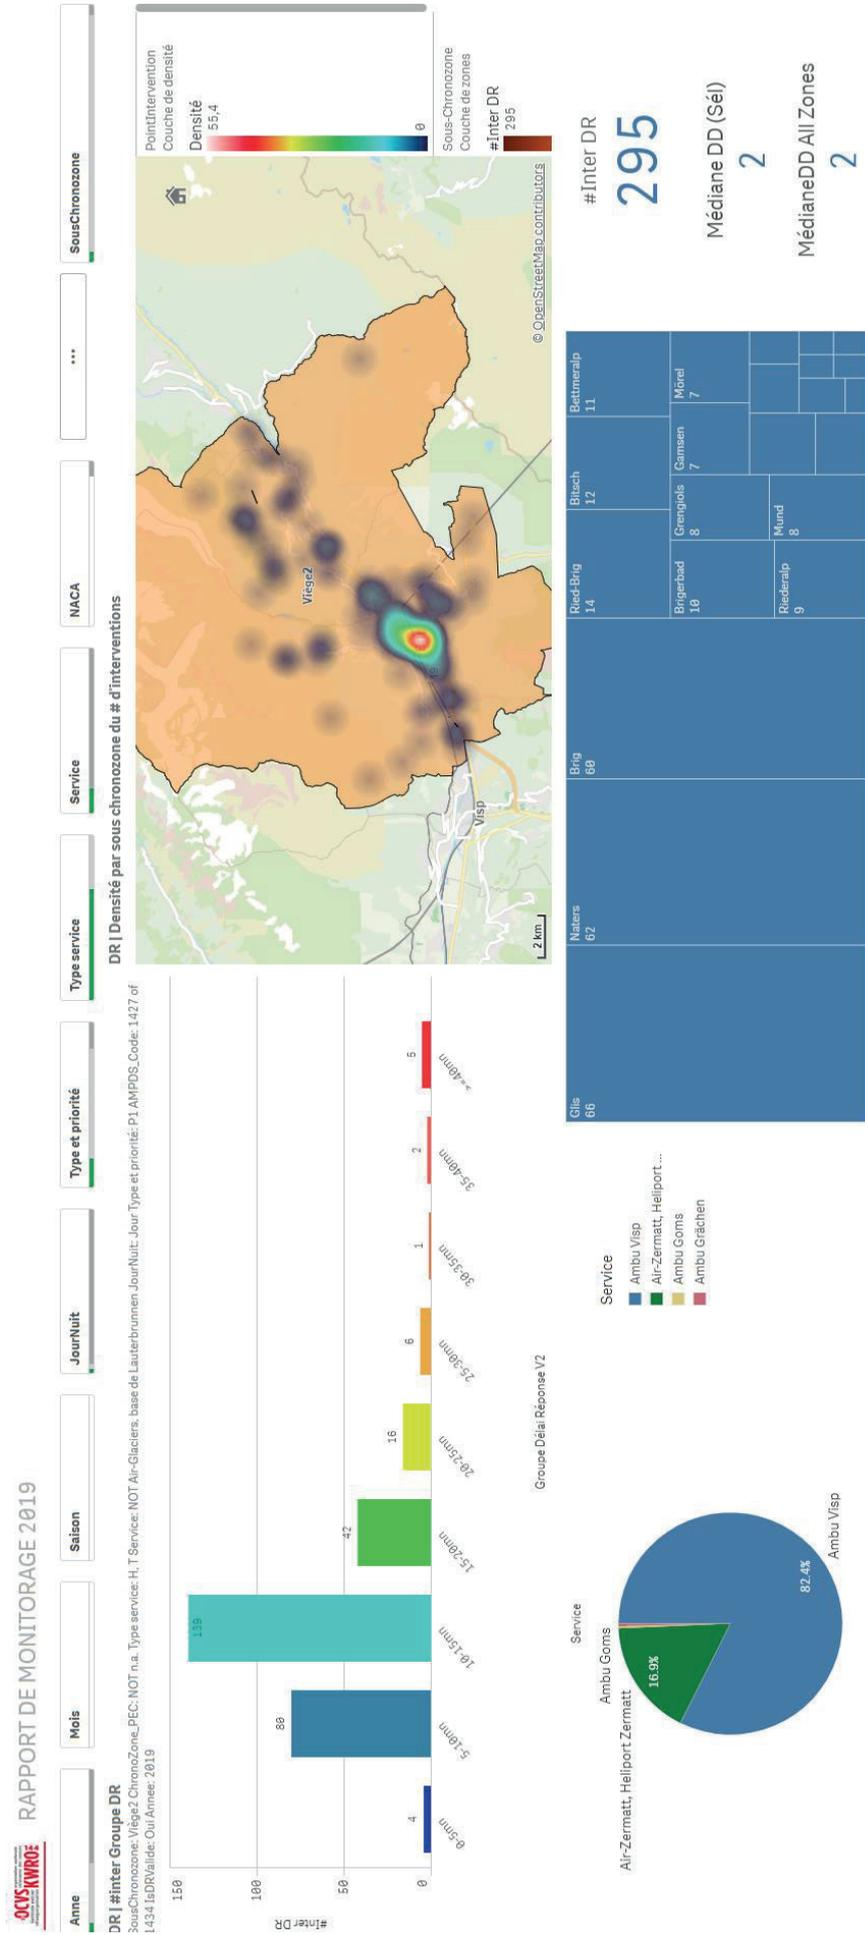 OCVS
KWRO
RAPPORT DE MONITORAGE 2019
Anne
Mois
Saison
JourNuit
Type et priorité
Type service
Service
NACA
...
SousChronozone
DR | #inter Groupe DR
SousChronozone: Viège2 ChronoZone_PEC: NOT n.a. Type service: H, T Service: NOT Air-Glaciers, base de Lauterbrunnen JourNuit: Jour Type et priorité: P1 AMPDS_Code: 1427 of
1434 IsDRValide: Oui Annee: 2019
#Inter DR
150
100
50
0
4
80
139
42
16
6
1
2
5
0-5mn
5-10mn
10-15mn
15-20mn
20-25mn
25-30mn
30-35mn
35-40mn
>=40mn
Groupe Délai Réponse V2
DR | Densité par sous chronozone du # d'interventions
Viège2
Visp
2 km
© OpenStreetMap contributors
PointIntervention
Couche de densité
Densité
55,4
0
Sous-Chronozone
Couche de zones
#Inter DR
295
Service
Ambu Goms
Air-Zermatt, Heliport Zermatt
16.9%
82.4%
Ambu Visp
Service
Ambu Visp
Air-Zermatt, Heliport ...
Ambu Goms
Ambu Grächen
Glis
66
Naters
62
Brig
60
Ried-Brig
14
Bitsch
12
Bettmeralp
11
Brigerbad
10
Riederalp
9
Grengiols
8
Mund
8
Gamsen
7
Mörel
7
#Inter DR
295
Médiane DD (Sél)
2
MédianeDD All Zones
2